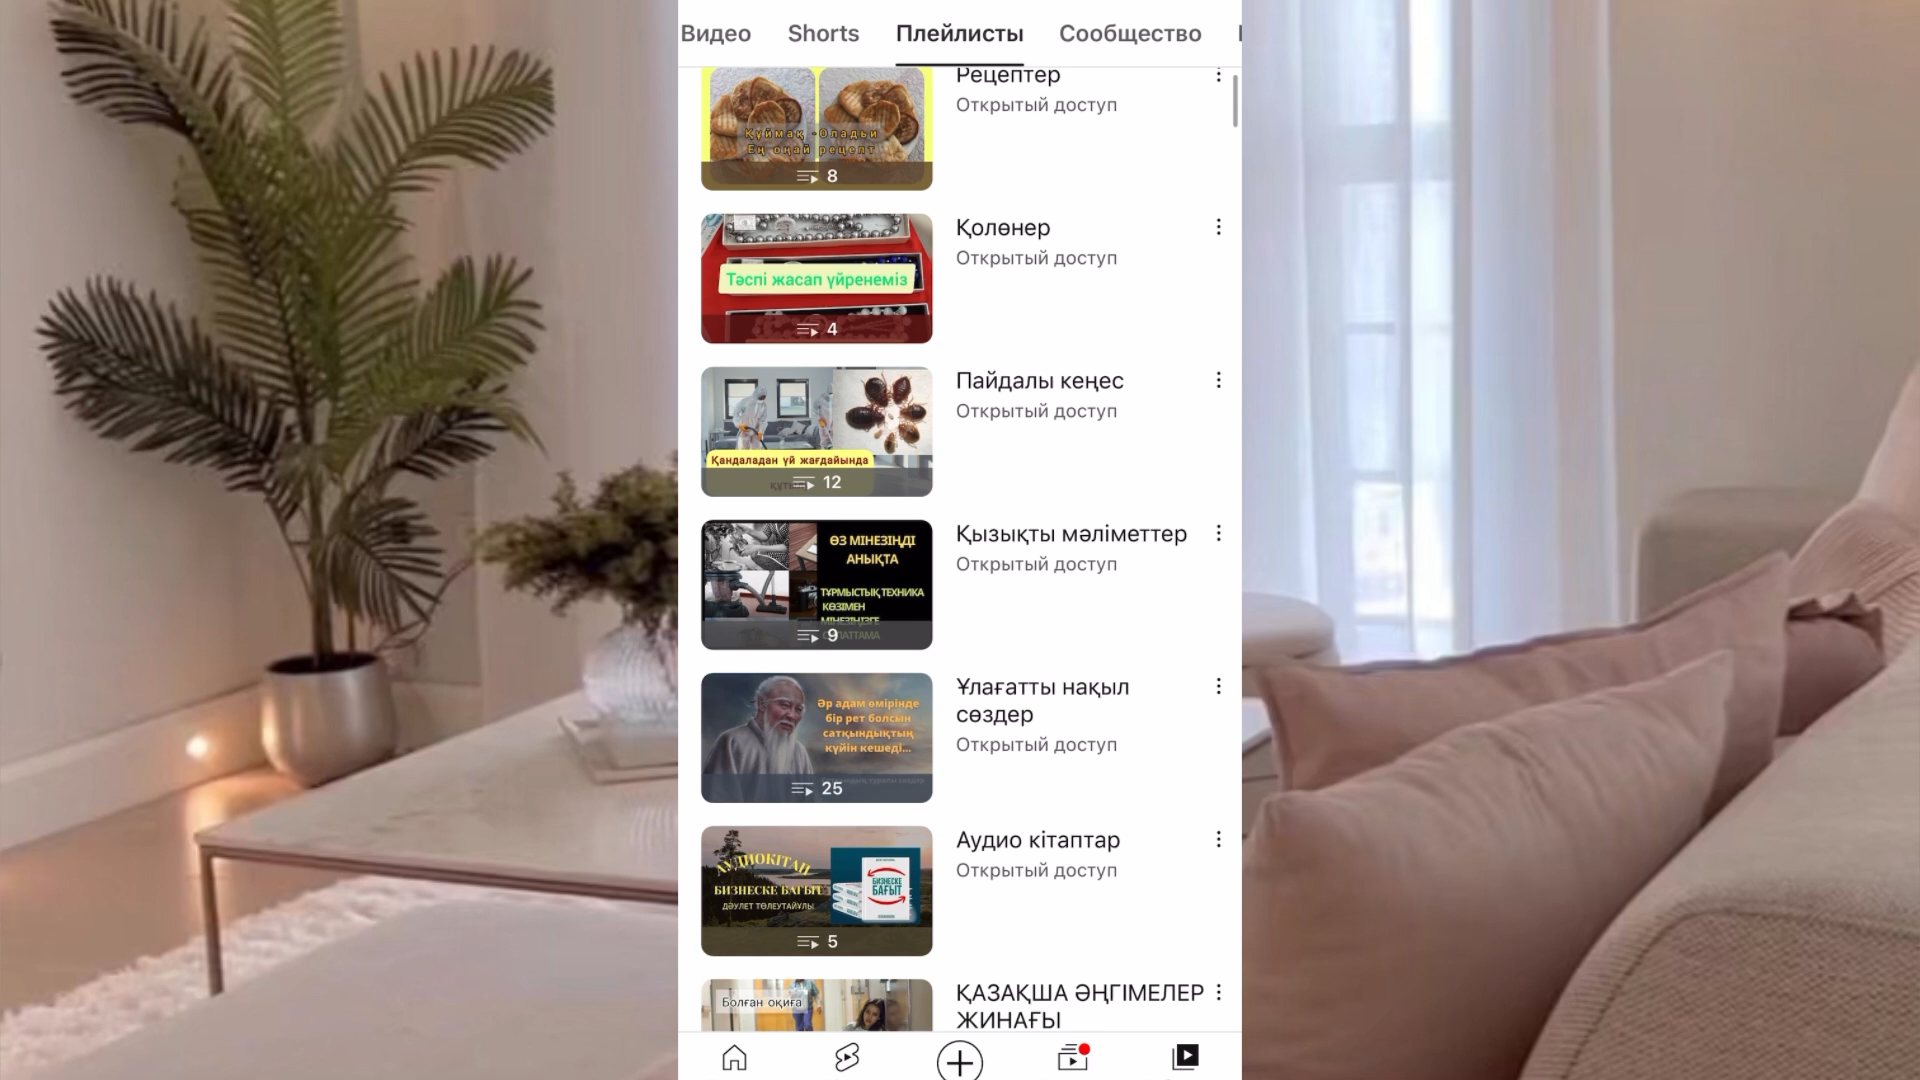 Видео
Shorts
Плейлисты
Сообщество
Рецептер
Открытый доступ
Құймақ -Оладьи
Ең оңай рецепт
8
Қолөнер
Открытый доступ
Тәспі жасап үйренеміз
4
Пайдалы кеңес
Открытый доступ
Қандаладан үй жағдайында
12
Қызықты мәліметтер
Открытый доступ
ӨЗ МІНЕЗІҢДІ
АНЫҚТА
ТҰРМЫСТЫҚ ТЕХНИКА
КӨЗІМЕН
МІНЕЗІҢІЗГЕ
9
Ұлағатты нақыл
сөздер
Открытый доступ
Әр адам өмірінде
бір рет болсын
сатқындықтың
күйін кешеді...
25
Аудио кітаптар
Открытый доступ
АУДИОКІТАП
БИЗНЕСКЕ БАҒЫТ
ДӘУЛЕТ ТӨЛЕУТАЙҰЛЫ
БИЗНЕСКЕ
БАҒЫТ
5
ҚАЗАҚША ӘҢГІМЕЛЕР
ЖИНАҒЫ
Болған оқиға